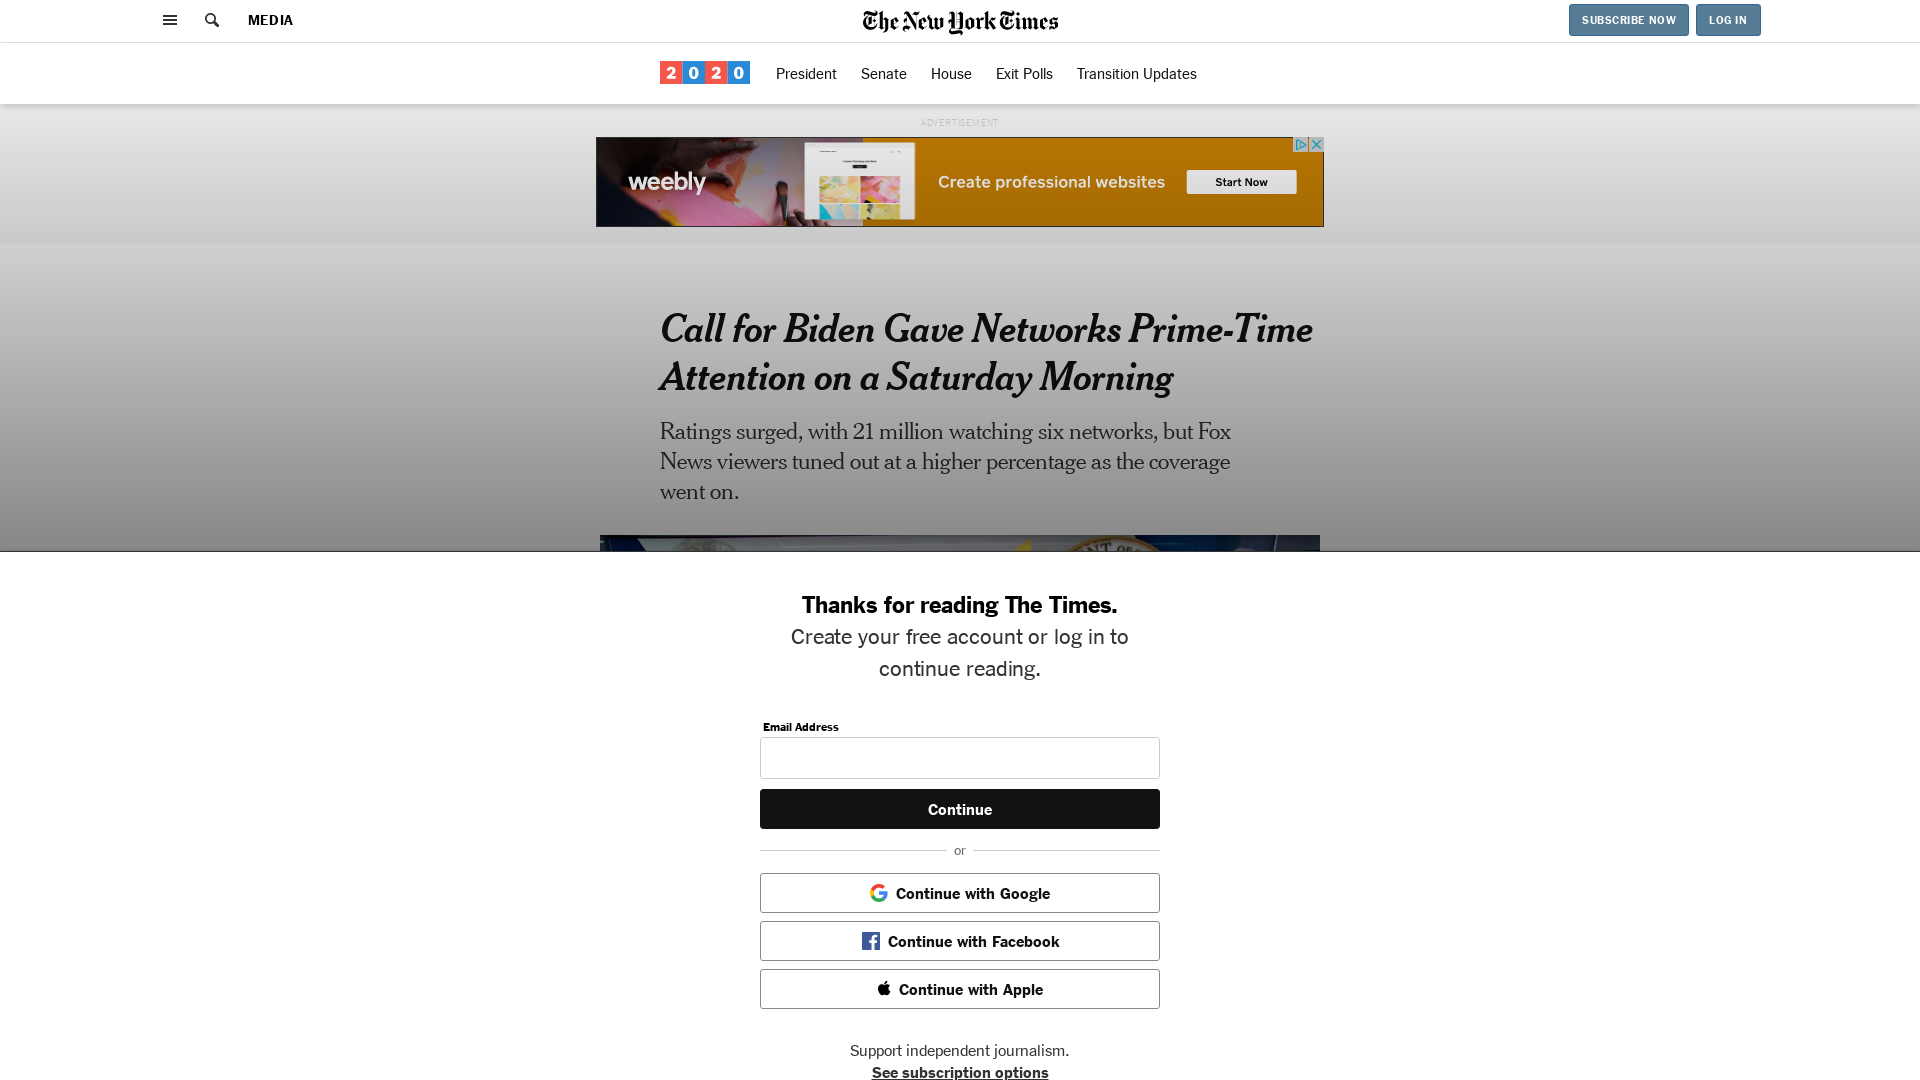 MEDIA
The New York Times
SUBSCRIBE NOW
LOG IN
2020
President
Senate
House
Exit Polls
Transition Updates
ADVERTISEMENT
weebly
Create professional websites
Start Now
Call for Biden Gave Networks Prime-Time
Attention on a Saturday Morning
Ratings surged, with 21 million watching six networks, but Fox
News viewers tuned out at a higher percentage as the coverage
went on.
Thanks for reading The Times.
Create your free account or log in to
continue reading.
Email Address
Continue
or
Continue with Google
Continue with Facebook
Continue with Apple
Support independent journalism.
See subscription options